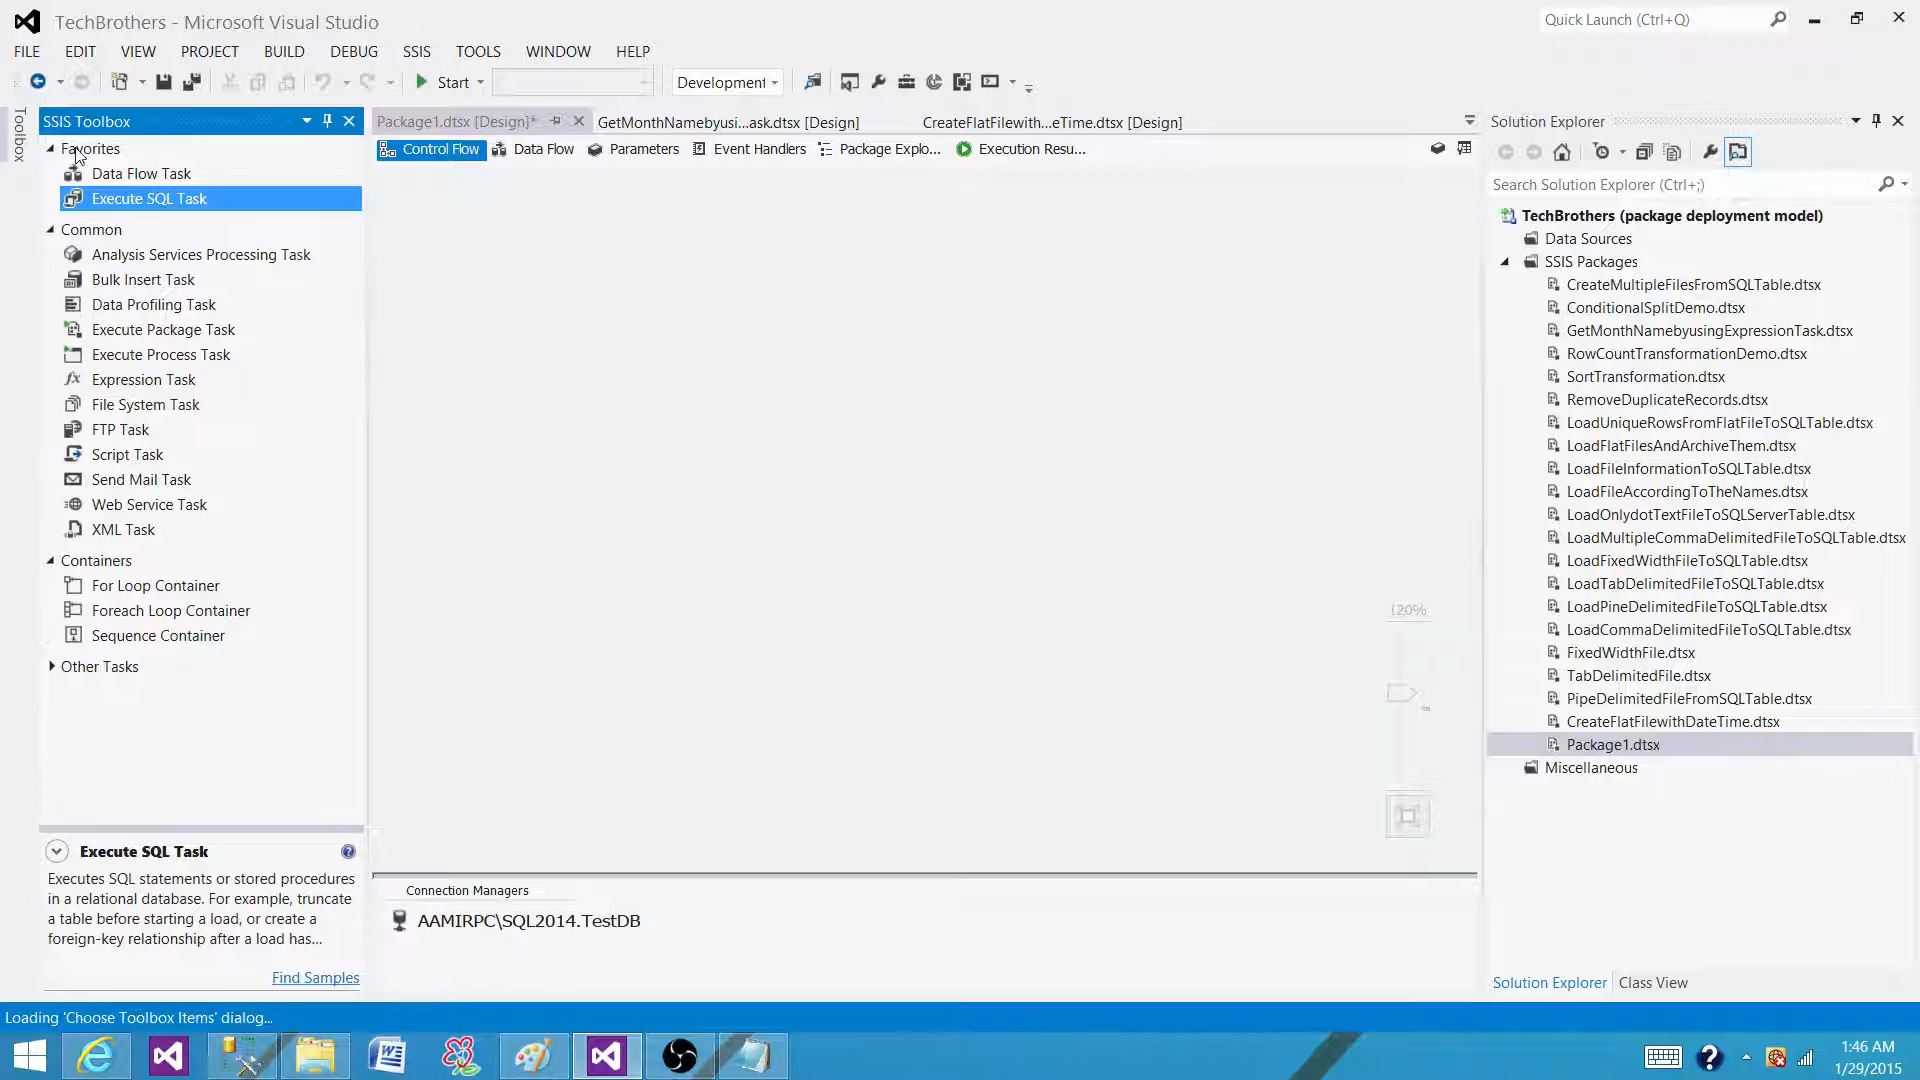 TechBrothers - Microsoft Visual Studio
Quick Launch (Ctrl+Q)
FILE EDIT VIEW PROJECT BUILD DEBUG SSIS TOOLS WINDOW HELP
Start Development
Toolbox
SSIS Toolbox
Favorites
Data Flow Task
Execute SQL Task
Common
Analysis Services Processing Task
Bulk Insert Task
Data Profiling Task
Execute Package Task
Execute Process Task
Expression Task
File System Task
FTP Task
Script Task
Send Mail Task
Web Service Task
XML Task
Containers
For Loop Container
Foreach Loop Container
Sequence Container
Other Tasks
Execute SQL Task
Executes SQL statements or stored procedures
in a relational database. For example, truncate
a table before starting a load, or create a
foreign-key relationship after a load has...
Find Samples
Package1.dtsx [Design]* GetMonthNamebyusi...ask.dtsx [Design] CreateFlatFilewith...eTime.dtsx [Design]
Control Flow Data Flow Parameters Event Handlers Package Explo... Execution Resu...
120%
Connection Managers
AAMIRPC\SQL2014.TestDB
Solution Explorer
Search Solution Explorer (Ctrl+;)
TechBrothers (package deployment model)
Data Sources
SSIS Packages
CreateMultipleFilesFromSQLTable.dtsx
ConditionalSplitDemo.dtsx
GetMonthNamebyusingExpressionTask.dtsx
RowCountTransformationDemo.dtsx
SortTransformation.dtsx
RemoveDuplicateRecords.dtsx
LoadUniqueRowsFromFlatFileToSQLTable.dtsx
LoadFlatFilesAndArchiveThem.dtsx
LoadFileInformationToSQLTable.dtsx
LoadFileAccordingToTheNames.dtsx
LoadOnlydotTextFileToSQLServerTable.dtsx
LoadMultipleCommaDelimitedFileToSQLTable.dtsx
LoadFixedWidthFileToSQLTable.dtsx
LoadTabDelimitedFileToSQLTable.dtsx
LoadPineDelimitedFileToSQLTable.dtsx
LoadCommaDelimitedFileToSQLTable.dtsx
FixedWidthFile.dtsx
TabDelimitedFile.dtsx
PipeDelimitedFileFromSQLTable.dtsx
CreateFlatFilewithDateTime.dtsx
Package1.dtsx
Miscellaneous
Solution Explorer Class View
Loading 'Choose Toolbox Items' dialog...
1:46 AM
1/29/2015